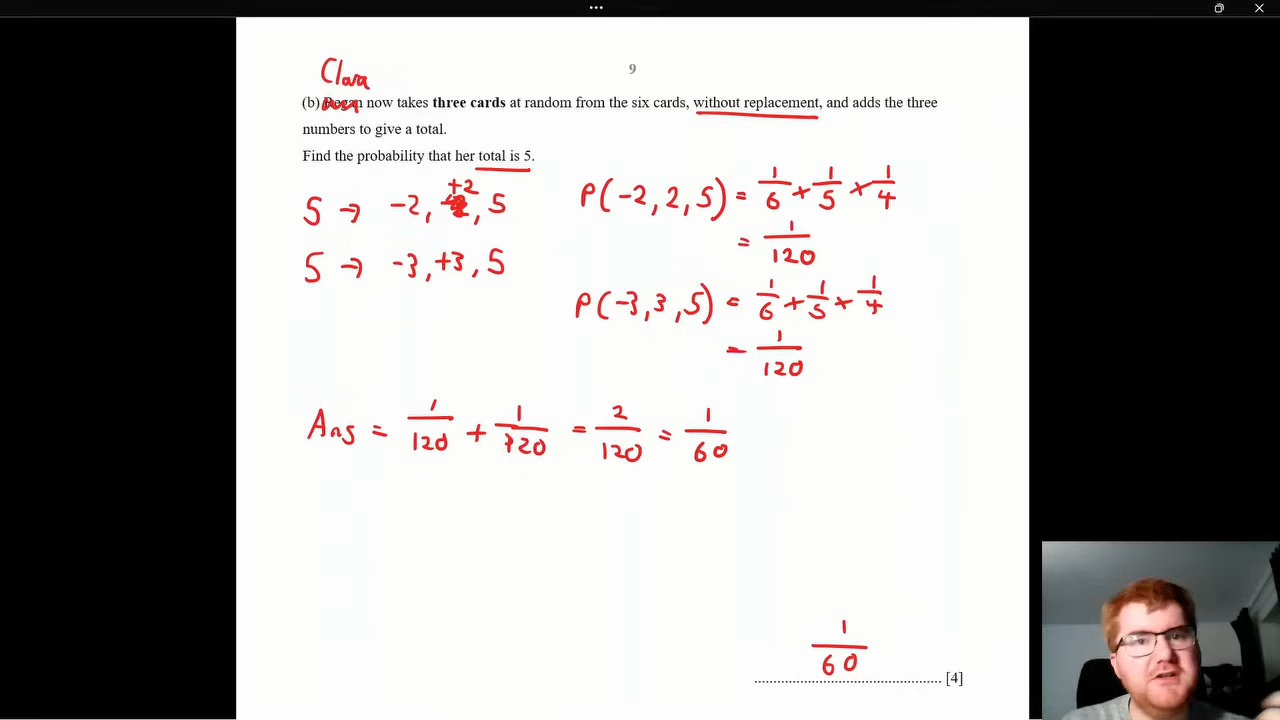 9
Clara
(b) Regan now takes three cards at random from the six cards, without replacement, and adds the three
numbers to give a total.
Find the probability that her total is 5.
5 → -2, +2, 5
5 → -3, +3, 5
P(-2, 2, 5) = 1/6 × 1/5 × 1/4
= 1/120
P(-3, 3, 5) = 1/6 × 1/5 × 1/4
= 1/120
Ans = 1/120 + 1/120 = 2/120 = 1/60
1/60
[4]